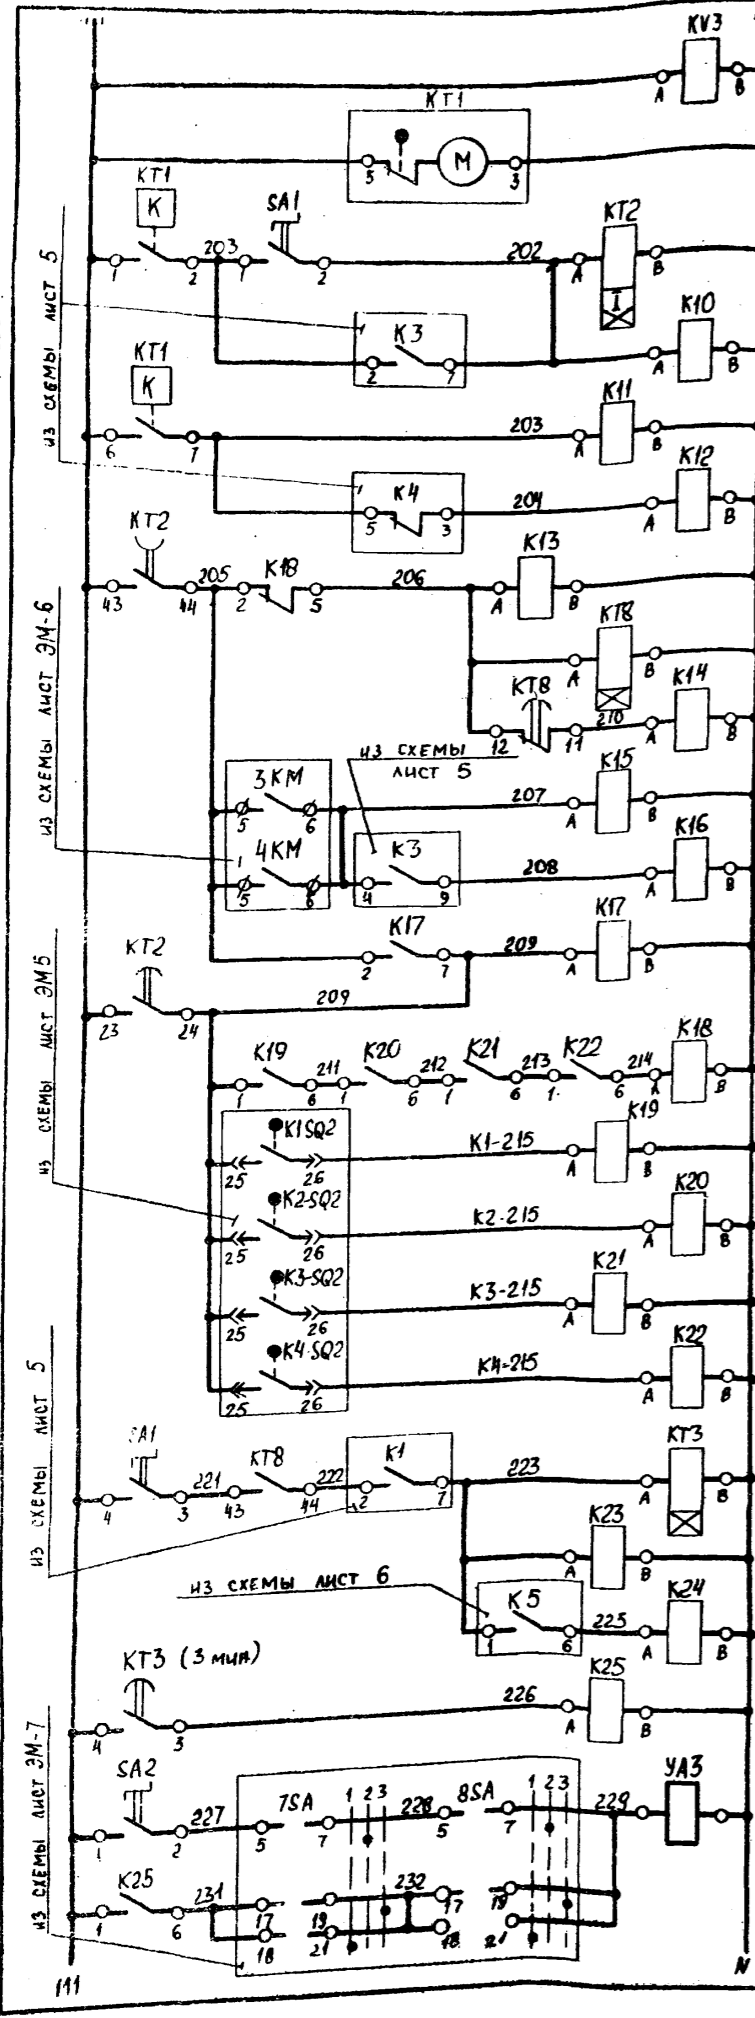 KV3
A B
KT1
5 M 3
KT1 SA1 KT2
K
1 2 203 1 2 202 A B
I
K3 K10
2 7 A B
ИЗ СХЕМЫ ЛИСТ 5
KT1 K11
K
6 7 203 A B
K4 K12
5 3 204 A B
KT2 K18 K13
43 44 205 2 5 206 A B
KT8
A B
KT8 K14
12 11 210 A B
ИЗ СХЕМЫ ЛИСТ ЭМ-6
ИЗ СХЕМЫ
ЛИСТ 5
3KM K15
5 6 207 A B
4KM K3 K16
5 6 4 9 208 A B
K17 K17
2 7 209 A B
KT2
23 24 209
K19 K20 K21 K22 K18
1 6 211 1 6 212 1 6 213 1 6 214 A B
ИЗ СХЕМЫ ЛИСТ ЭМ5
K1SQ2 K19
25 26 K1-215 A B
K2-SQ2 K20
25 26 K2-215 A B
K3-SQ2 K21
25 26 K3-215 A B
K4-SQ2 K22
25 26 K4-215 A B
ИЗ СХЕМЫ ЛИСТ 5
SA1 KT8 K1 KT3
4 3 221 43 44 222 2 7 223 A B
K23
A B
ИЗ СХЕМЫ ЛИСТ 6
K5 K24
1 6 225 A B
KT3 (3 мин) K25
4 3 226 A B
ИЗ СХЕМЫ ЛИСТ ЭМ-7
SA2 7SA 1 2 3 8SA 1 2 3 УА3
1 2 227 5 7 228 5 7 229
K25
1 6 231 17 19 232 17 19
18 21 18 21
111 N